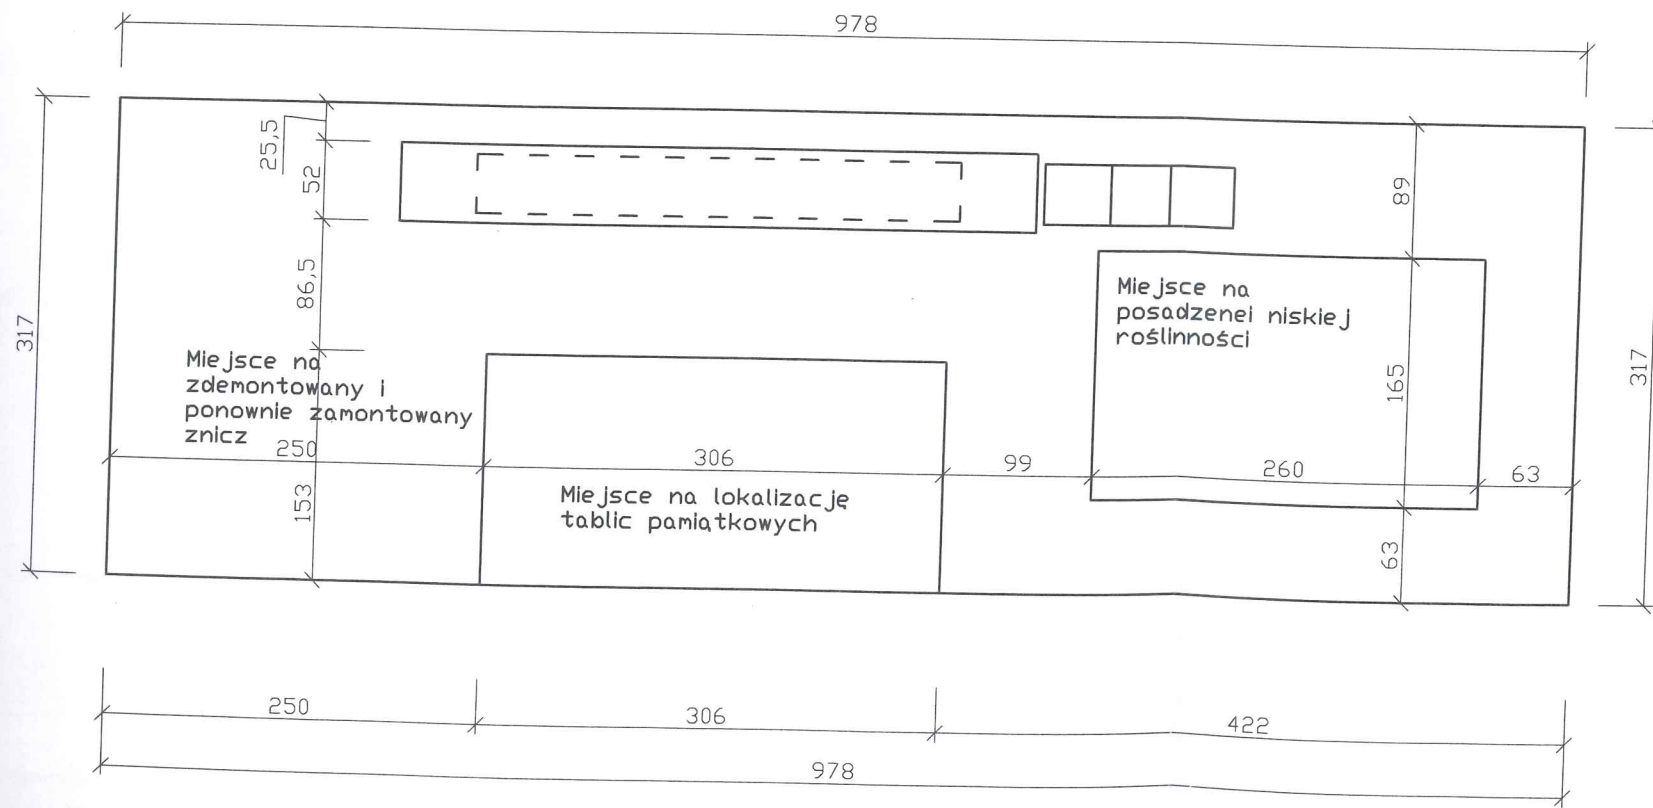 978
25,5
52
89
86,5
317
317
Miejsce na
posadzenei niskiej
roślinności
Miejsce na
zdemontowany i
ponownie zamontowany
znicz
165
250
306
99
260
63
153
Miejsce na lokalizację
tablic pamiątkowych
63
250
306
422
978